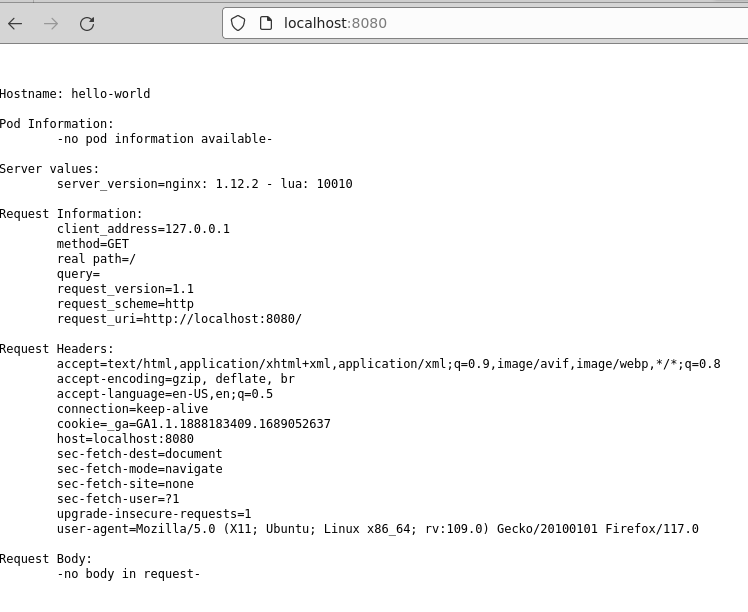 localhost:8080
Hostname: hello-world
Pod Information:
-no pod information available-
Server values:
server_version=nginx: 1.12.2 - lua: 10010
Request Information:
client_address=127.0.0.1
method=GET
real path=/
query=
request_version=1.1
request_scheme=http
request_uri=http://localhost:8080/
Request Headers:
accept=text/html,application/xhtml+xml,application/xml;q=0.9,image/avif,image/webp,*/*;q=0.8
accept-encoding=gzip, deflate, br
accept-language=en-US,en;q=0.5
connection=keep-alive
cookie=_ga=GA1.1.1888183409.1689052637
host=localhost:8080
sec-fetch-dest=document
sec-fetch-mode=navigate
sec-fetch-site=none
sec-fetch-user=?1
upgrade-insecure-requests=1
user-agent=Mozilla/5.0 (X11; Ubuntu; Linux x86_64; rv:109.0) Gecko/20100101 Firefox/117.0
Request Body:
-no body in request-